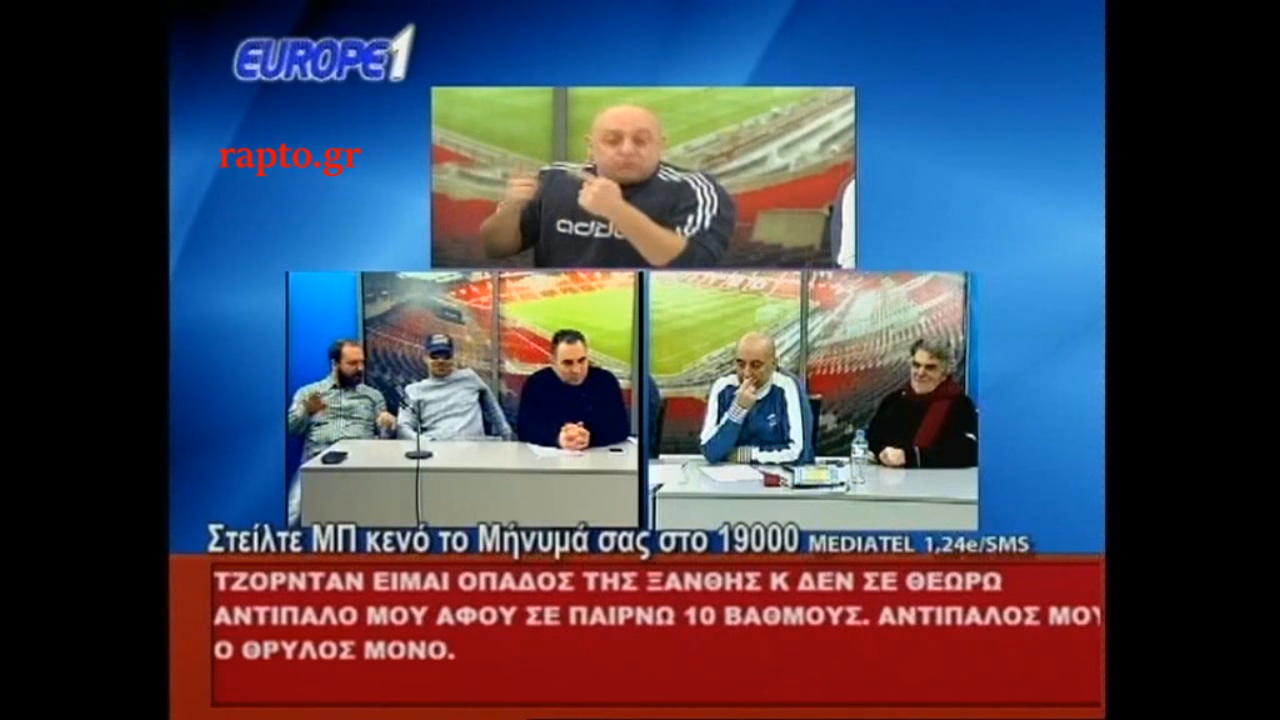 EUROPE1
rapto.gr
adidas
Στείλτε ΜΠ κενό το Μήνυμά σας στο 19000 MEDIATEL 1,24e/SMS
ΤΖΟΡΝΤΑΝ ΕΙΜΑΙ ΟΠΑΔΟΣ ΤΗΣ ΞΑΝΘΗΣ Κ ΔΕΝ ΣΕ ΘΕΩΡΩ
ΑΝΤΙΠΑΛΟ ΜΟΥ ΑΦΟΥ ΣΕ ΠΑΙΡΝΩ 10 ΒΑΘΜΟΥΣ. ΑΝΤΙΠΑΛΟΣ ΜΟΥ
Ο ΘΡΥΛΟΣ ΜΟΝΟ.